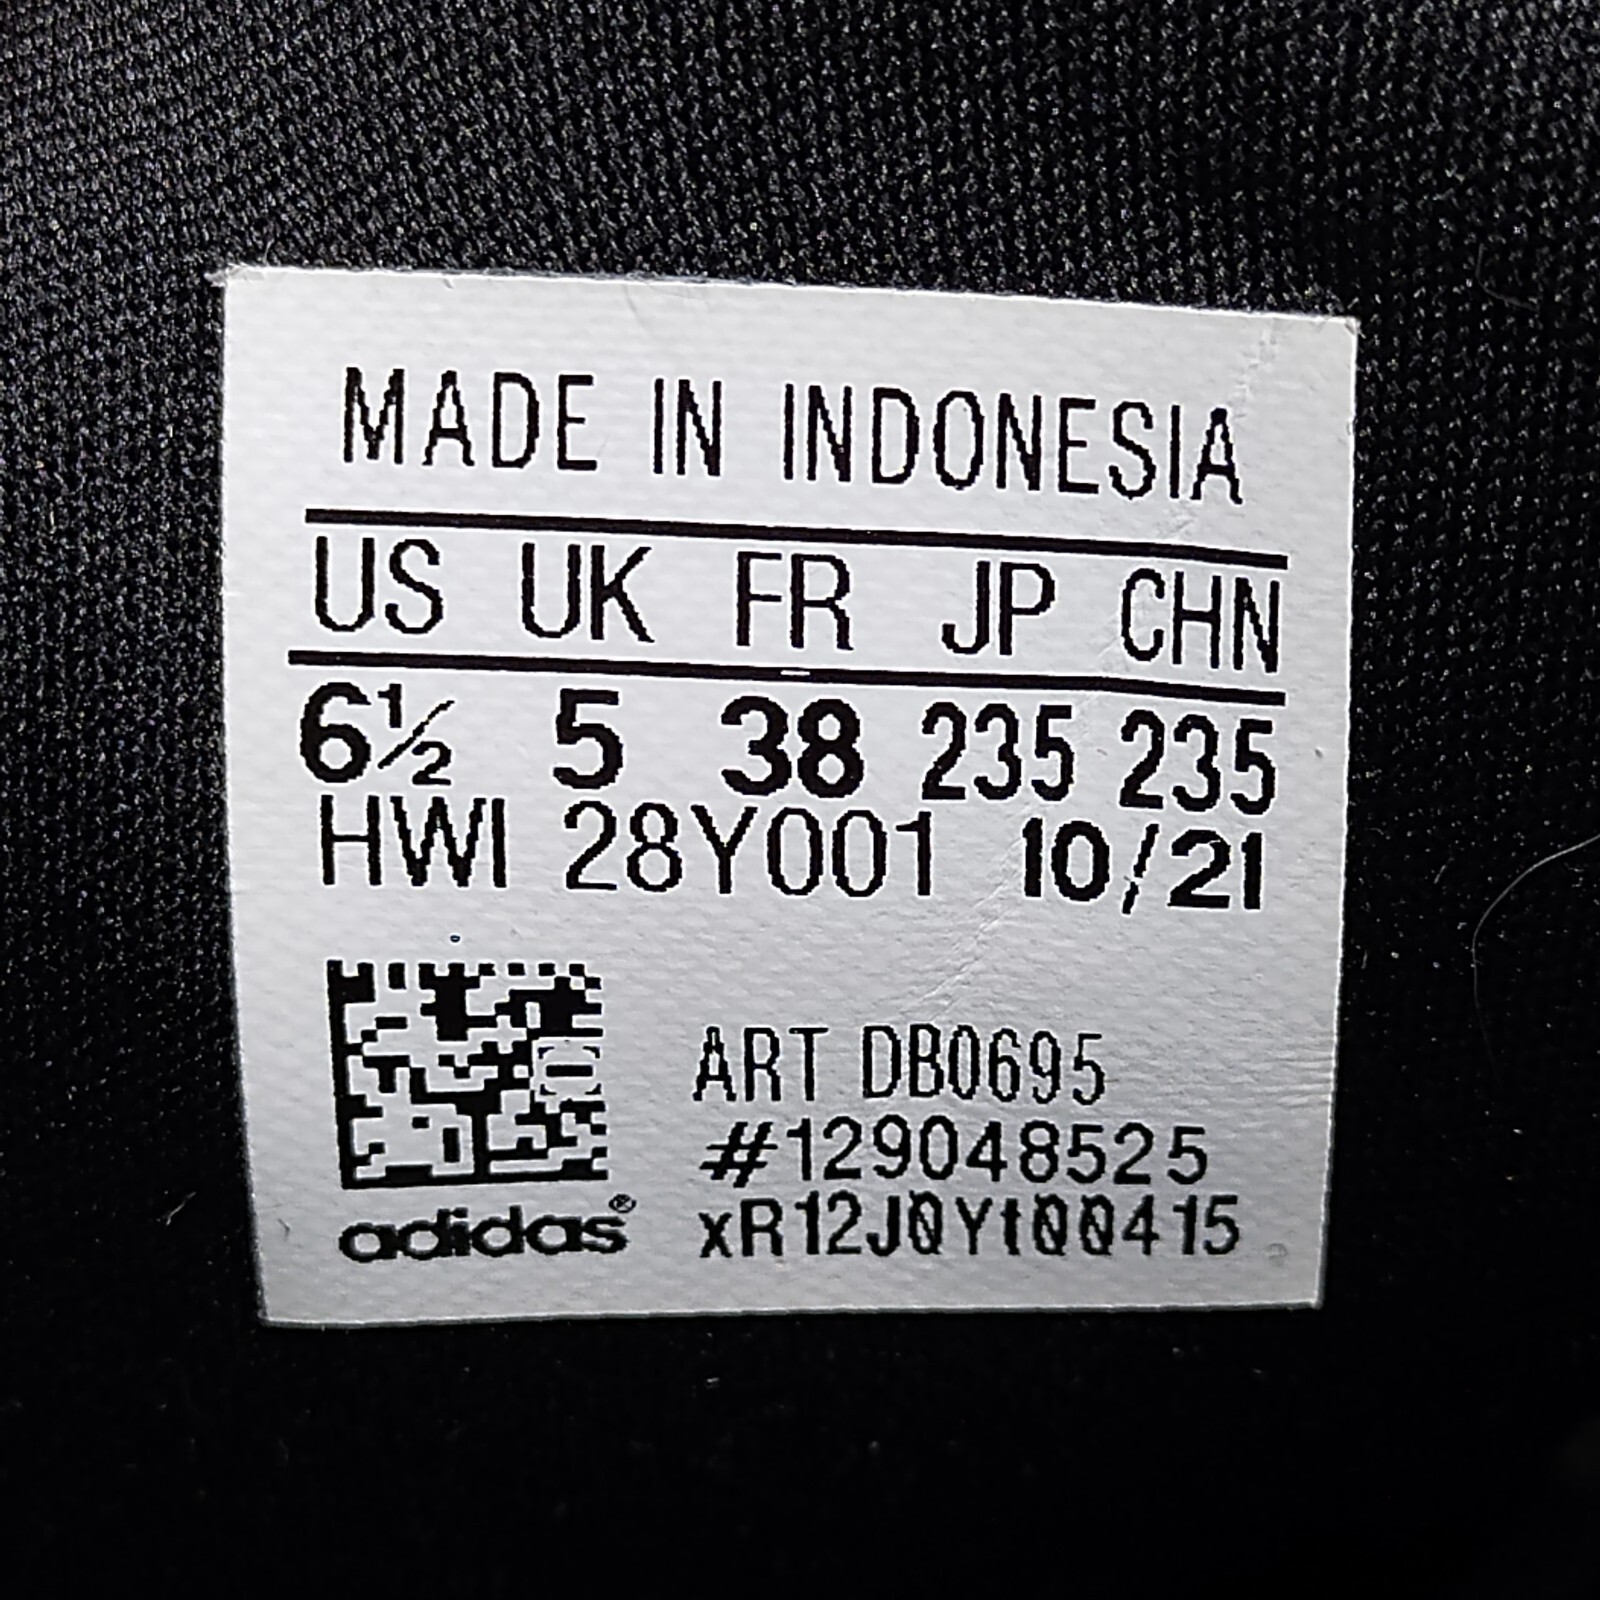 MADE IN INDONESIA
US UK FR JP CHN
6½ 5 38 235 235
HWI 28Y001 10/21
ART DB0695
#129048525
adidas® xR12J0Yt00415